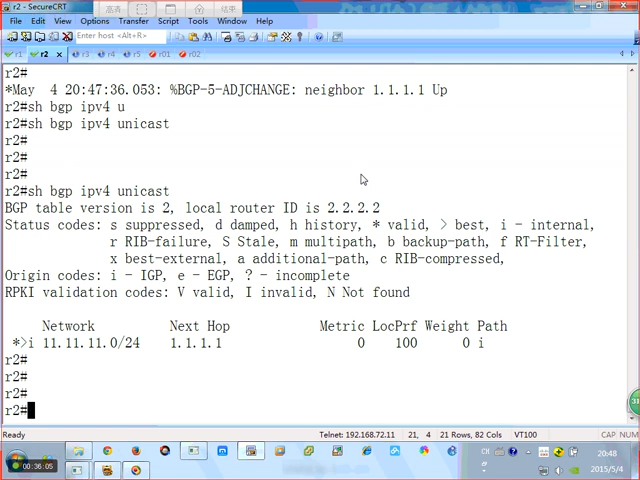 r2 - SecureCRT
File Edit View Options Transfer Script Tools Window Help
Enter host <Alt+R>
r1 r2 r3 r4 r5 r01 r02
r2#
*May  4 20:47:36.053: %BGP-5-ADJCHANGE: neighbor 1.1.1.1 Up
r2#sh bgp ipv4 u
r2#sh bgp ipv4 unicast
r2#
r2#
r2#
r2#sh bgp ipv4 unicast
BGP table version is 2, local router ID is 2.2.2.2
Status codes: s suppressed, d damped, h history, * valid, > best, i - internal,
r RIB-failure, S Stale, m multipath, b backup-path, f RT-Filter,
x best-external, a additional-path, c RIB-compressed,
Origin codes: i - IGP, e - EGP, ? - incomplete
RPKI validation codes: V valid, I invalid, N Not found
Network Next Hop Metric LocPrf Weight Path
*>i 11.11.11.0/24 1.1.1.1 0 100 0 i
r2#
r2#
r2#
r2#
31
Ready Telnet: 192.168.72.11 21, 4 21 Rows, 82 Cols VT100 CAP NUM
00:36:05
CH
20:48
2015/5/4